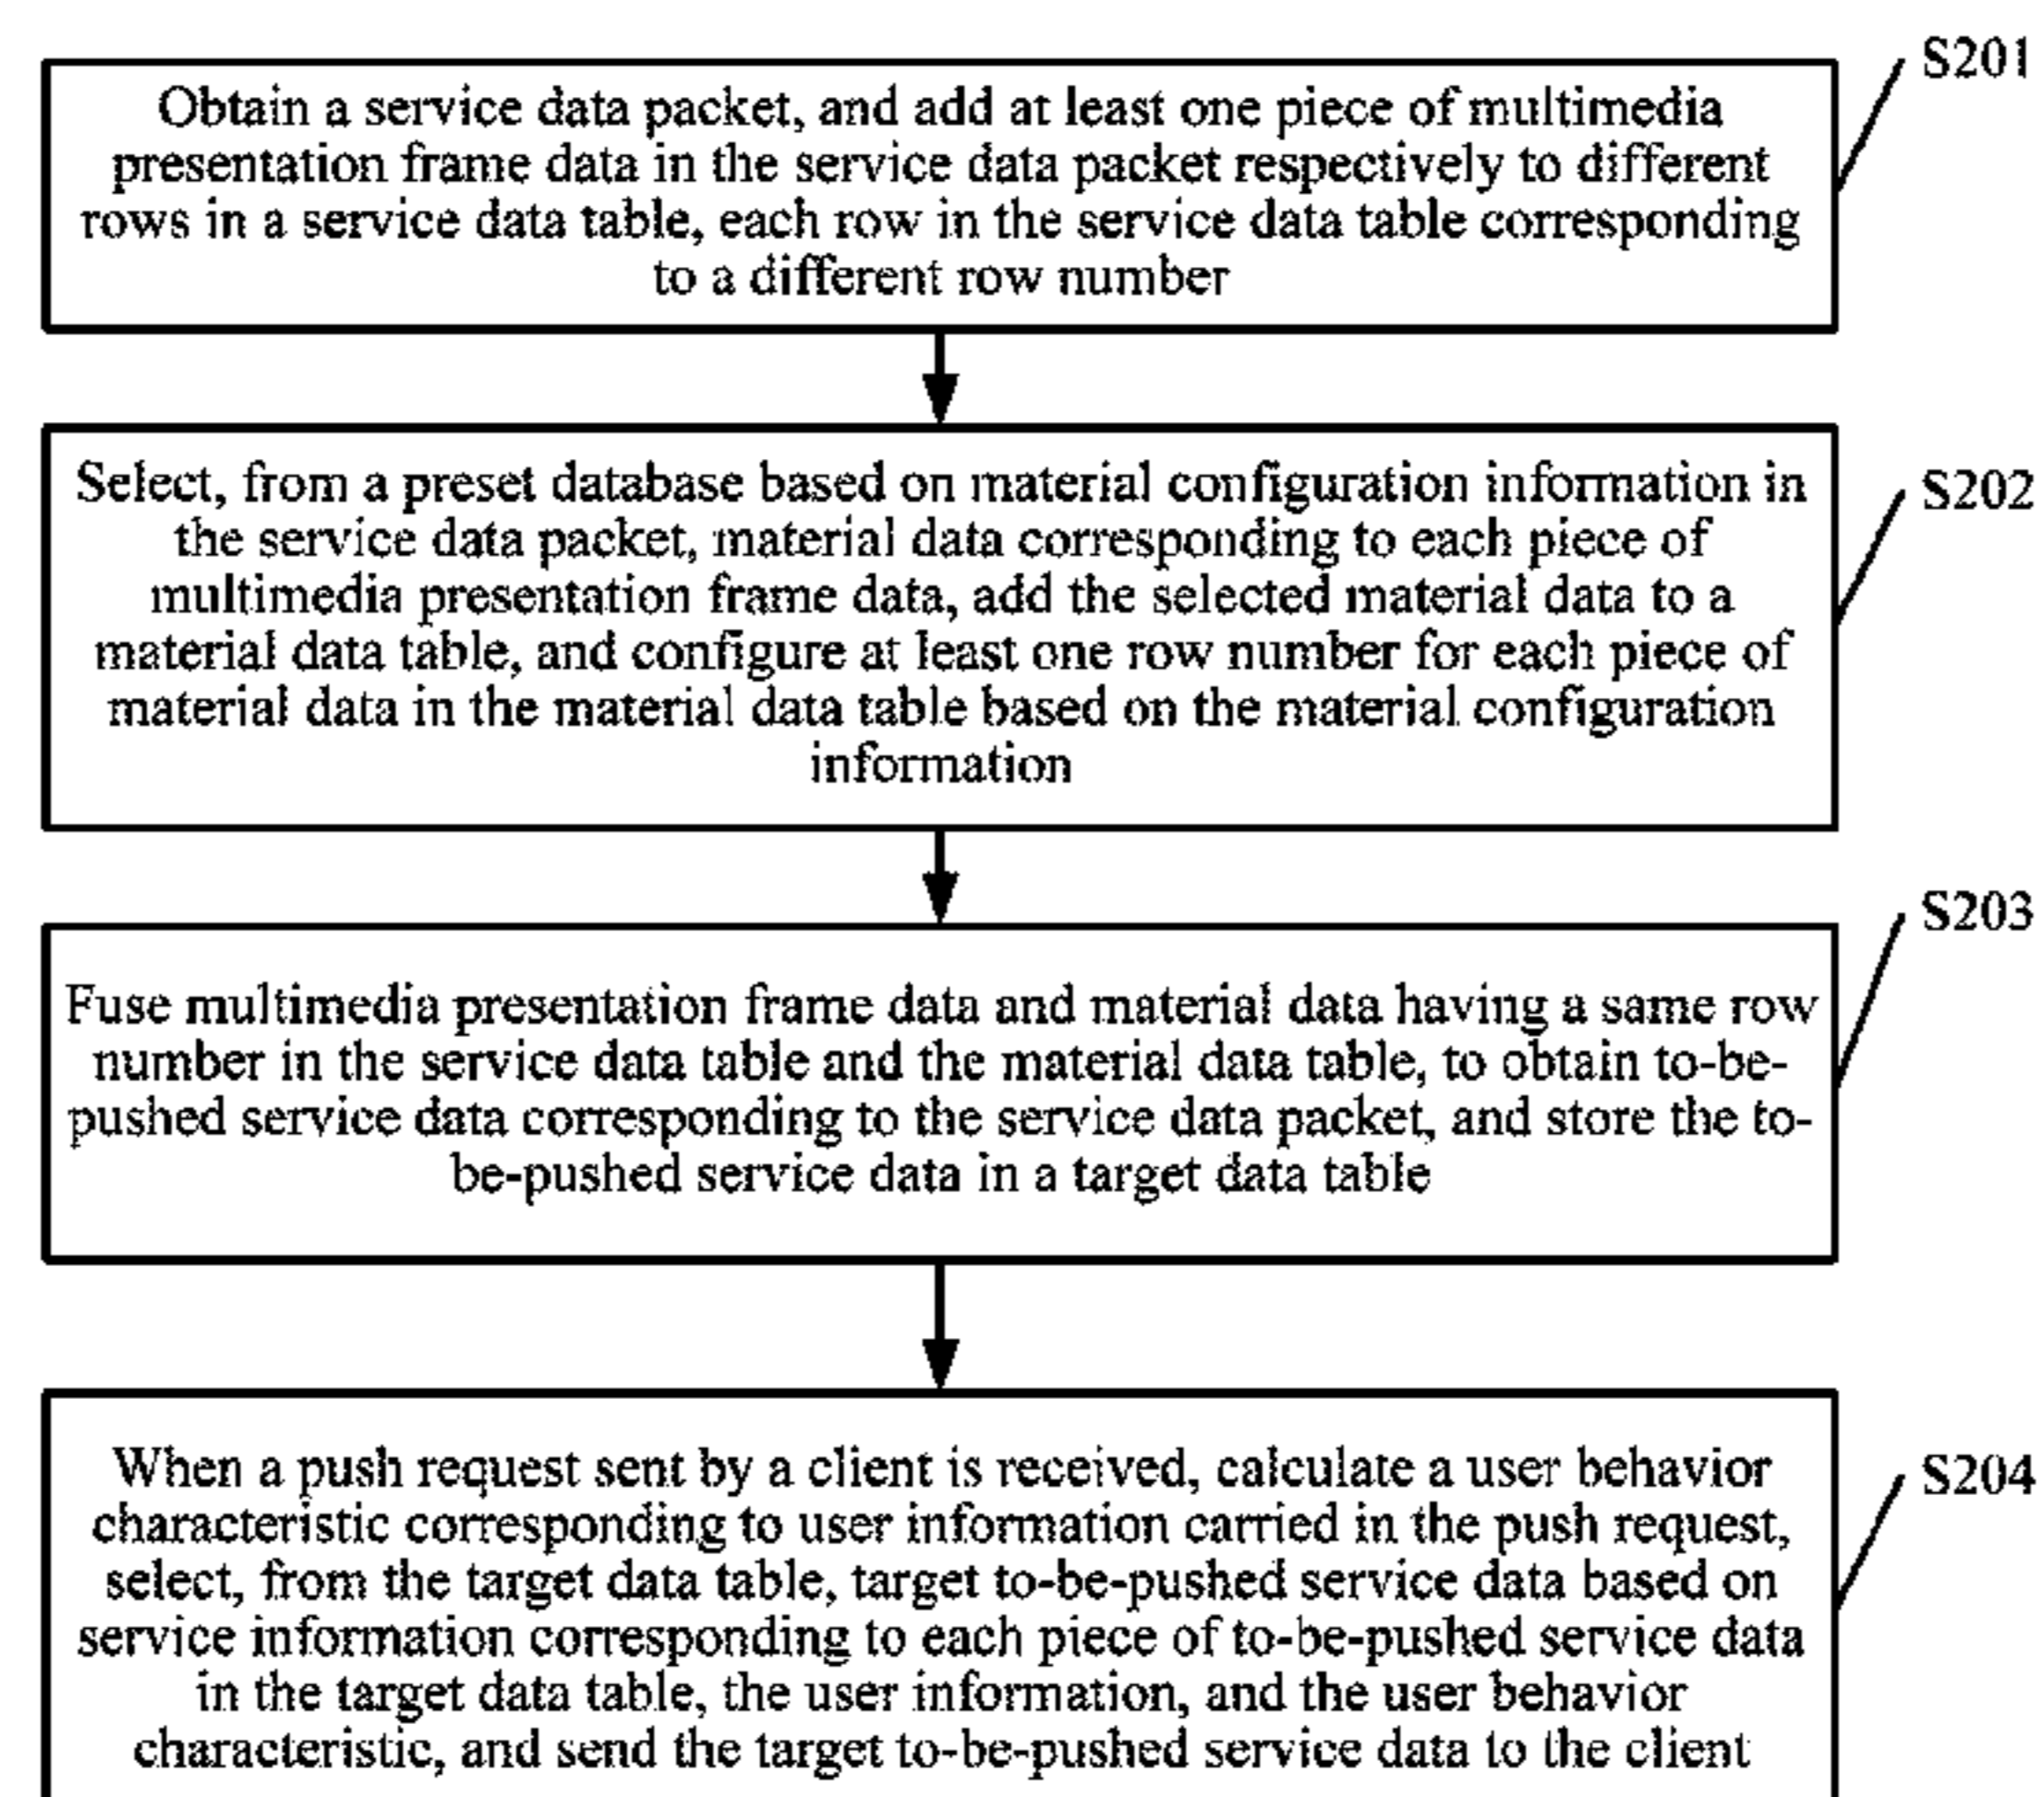 S201
Obtain a service data packet, and add at least one piece of multimedia
presentation frame data in the service data packet respectively to different
rows in a service data table, each row in the service data table corresponding
to a different row number
S202
Select, from a preset database based on material configuration information in
the service data packet, material data corresponding to each piece of
multimedia presentation frame data, add the selected material data to a
material data table, and configure at least one row number for each piece of
material data in the material data table based on the material configuration
information
S203
Fuse multimedia presentation frame data and material data having a same row
number in the service data table and the material data table, to obtain to-be-
pushed service data corresponding to the service data packet, and store the to-
be-pushed service data in a target data table
S204
When a push request sent by a client is received, calculate a user behavior
characteristic corresponding to user information carried in the push request,
select, from the target data table, target to-be-pushed service data based on
service information corresponding to each piece of to-be-pushed service data
in the target data table, the user information, and the user behavior
characteristic, and send the target to-be-pushed service data to the client